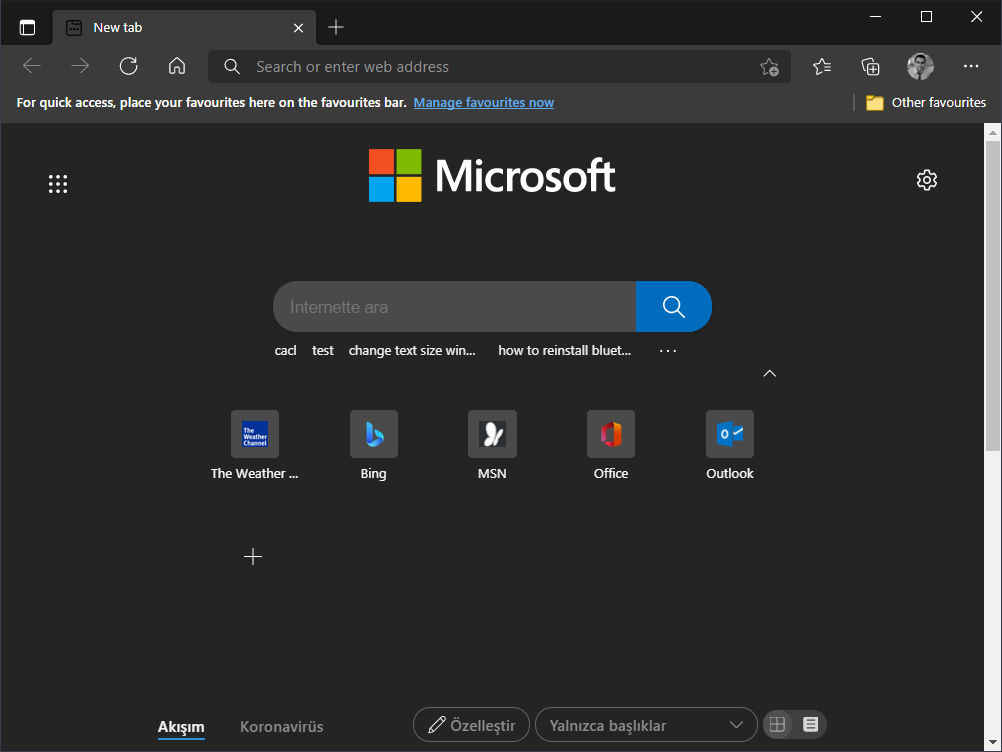 New tab
Search or enter web address
For quick access, place your favourites here on the favourites bar. Manage favourites now
Other favourites
Microsoft
İnternette ara
cacl test change text size win... how to reinstall bluet... ...
The Weather Channel
The Weather ... Bing MSN Office Outlook
Akışım Koronavirüs Özelleştir Yalnızca başlıklar